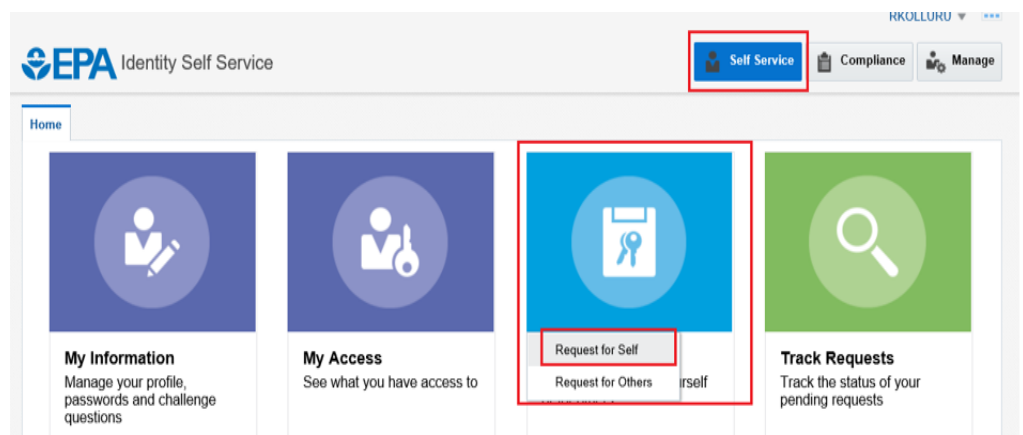 RKOLLURU
EPA Identity Self Service
Self Service
Compliance
Manage
Home
My Information
Manage your profile,
passwords and challenge
questions
My Access
See what you have access to
Request for Self
Request for Others
Track Requests
Track the status of your
pending requests